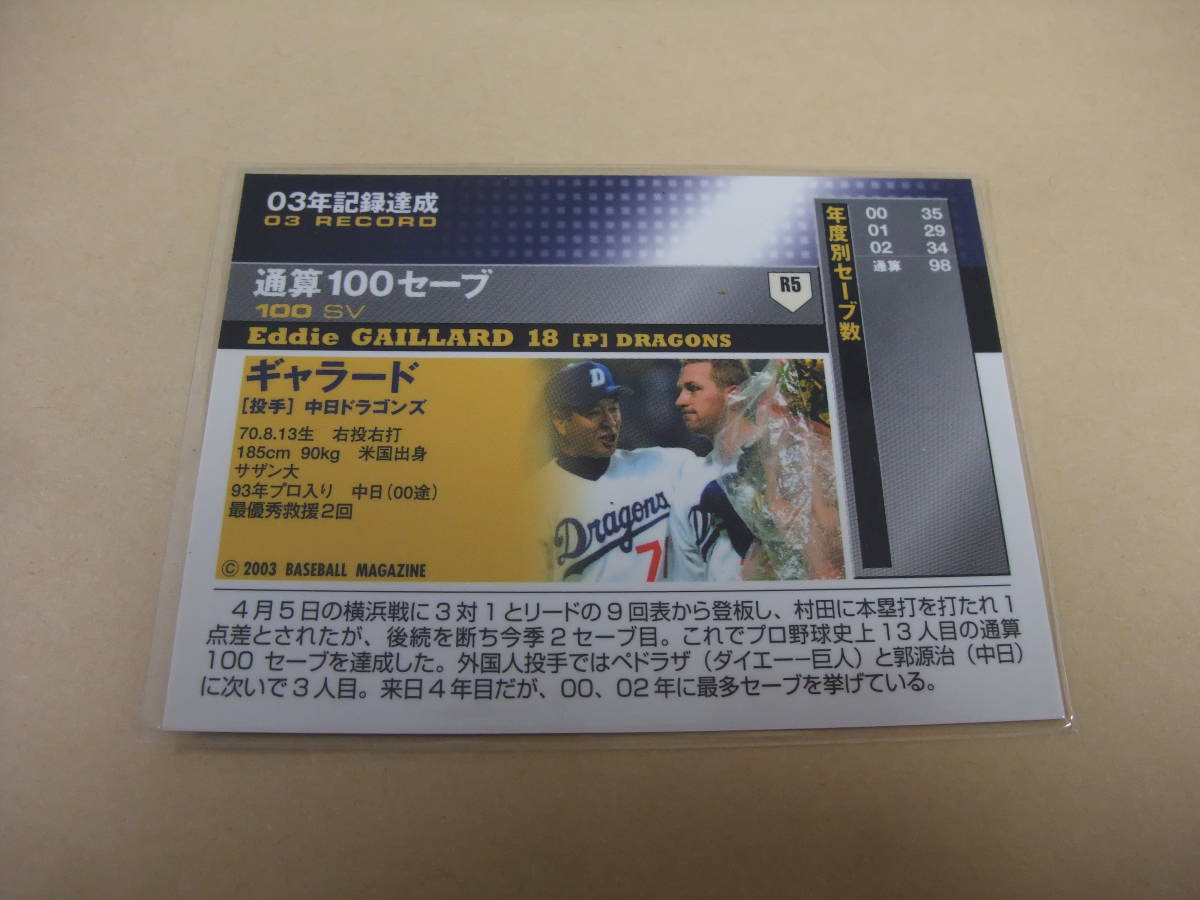 03年記録達成
03 RECORD
通算100セーブ
100 SV
R5
Eddie GAILLARD 18 [P] DRAGONS
ギャラード
[投手] 中日ドラゴンズ
70.8.13生 右投右打
185cm 90kg 米国出身
サザン大
93年プロ入り 中日(00途)
最優秀救援2回
© 2003 BASEBALL MAGAZINE
D
Dragons
7
年度別セーブ数
00 35
01 29
02 34
通算 98
4月5日の横浜戦に3対1とリードの9回表から登板し、村田に本塁打を打たれ1
点差とされたが、後続を断ち今季2セーブ目。これでプロ野球史上13人目の通算
100 セーブを達成した。外国人投手ではペドラザ(ダイエー―巨人)と郭源治(中日)
に次いで3人目。来日4年目だが、00、02年に最多セーブを挙げている。